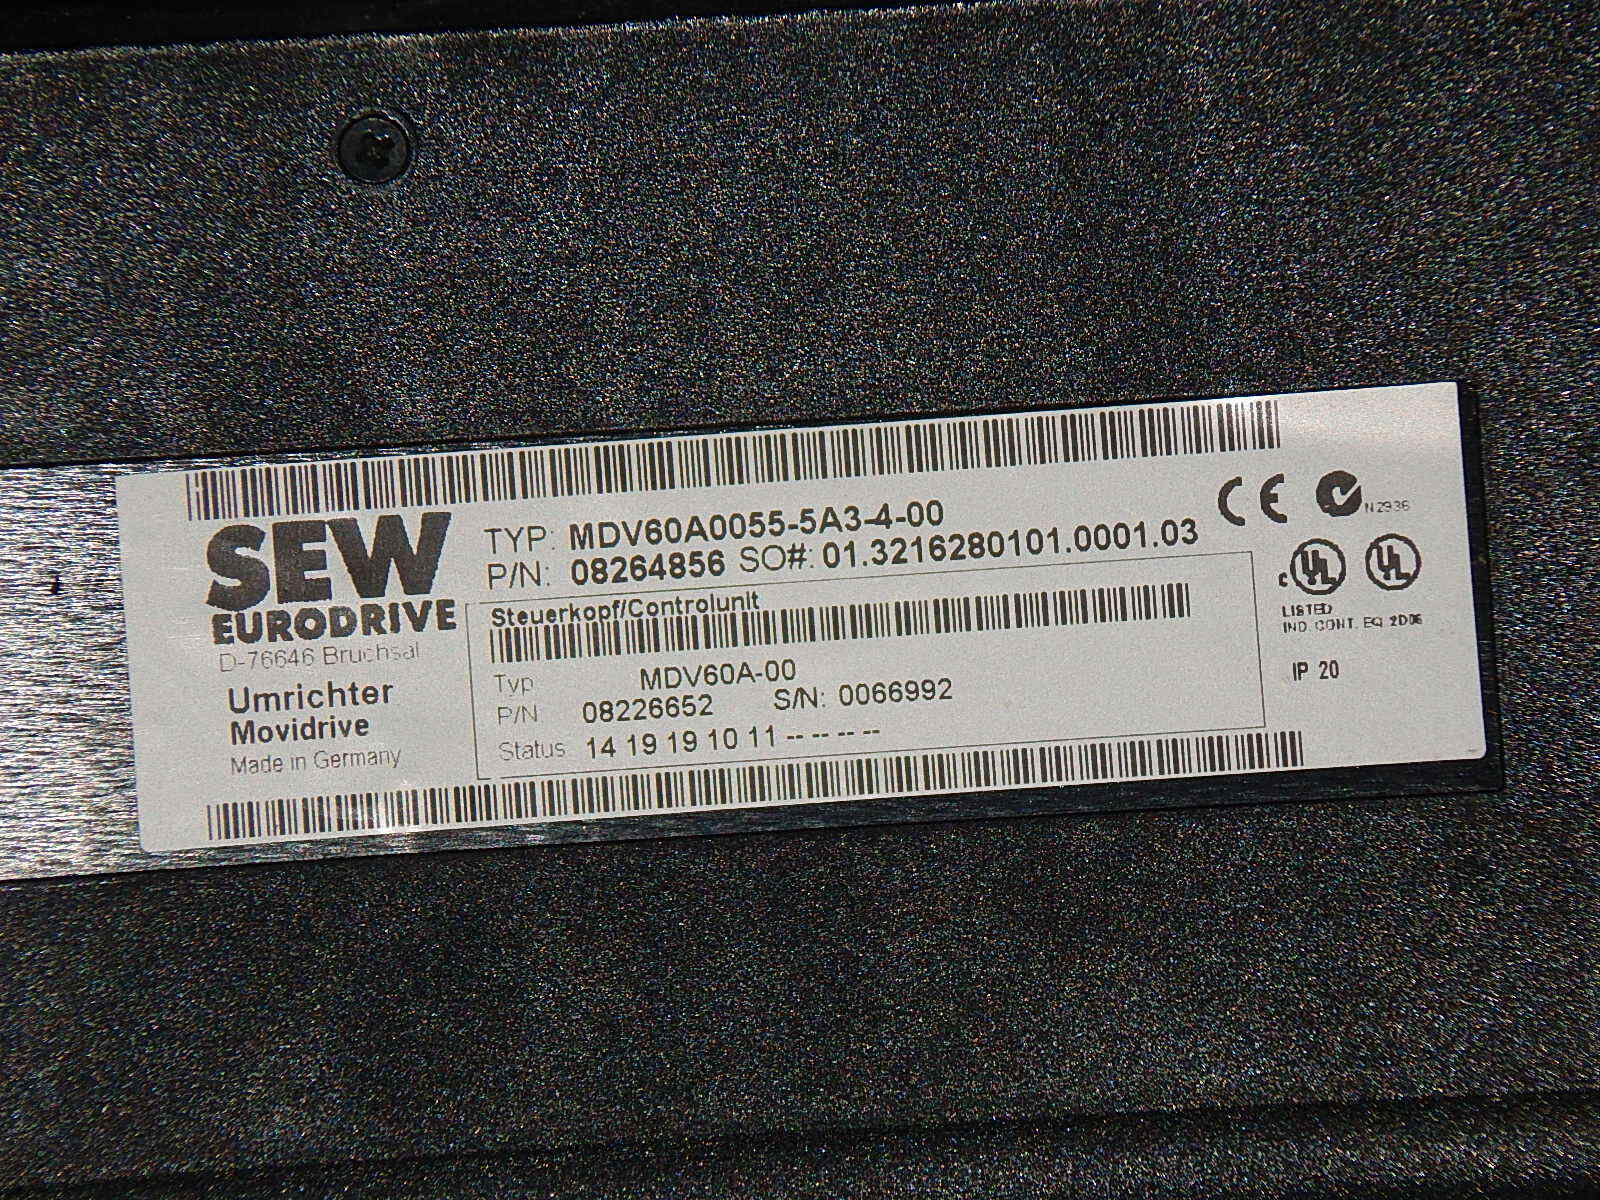 SEW
EURODRIVE
D-76646 Bruchsal
Umrichter
Movidrive
Made in Germany
TYP: MDV60A0055-5A3-4-00
P/N: 08264856 SO#: 01.3216280101.0001.03
Steuerkopf/Controlunit
Typ MDV60A-00
P/N 08226652 S/N: 0066992
Status 14 19 19 10 11 -- -- -- --
CE
N2936
c UL UL
LISTED
IND. CONT. EQ. 2D06
IP 20